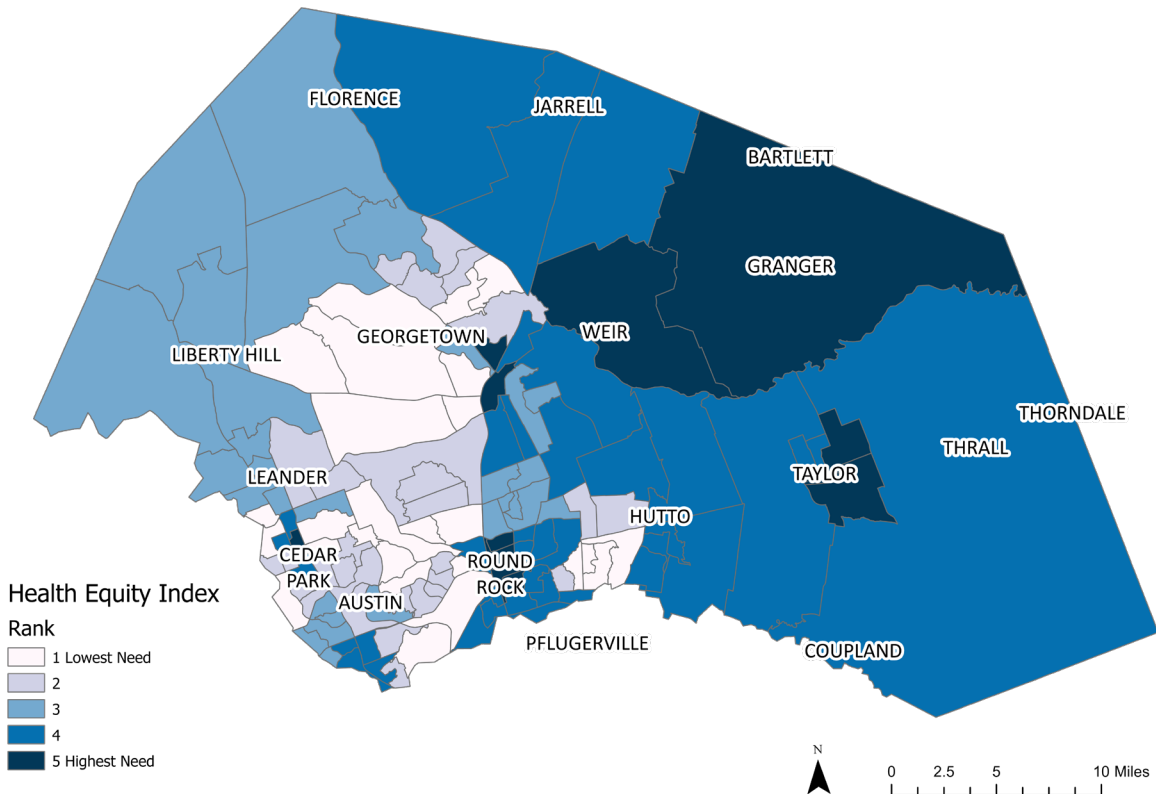 FLORENCE
JARRELL
BARTLETT
GRANGER
GEORGETOWN
WEIR
LIBERTY HILL
THORNDALE
THRALL
LEANDER
TAYLOR
HUTTO
CEDAR
PARK
ROUND
ROCK
AUSTIN
PFLUGERVILLE
COUPLAND
Health Equity Index
Rank
1 Lowest Need
2
3
4
5 Highest Need
N
0 2.5 5 10 Miles